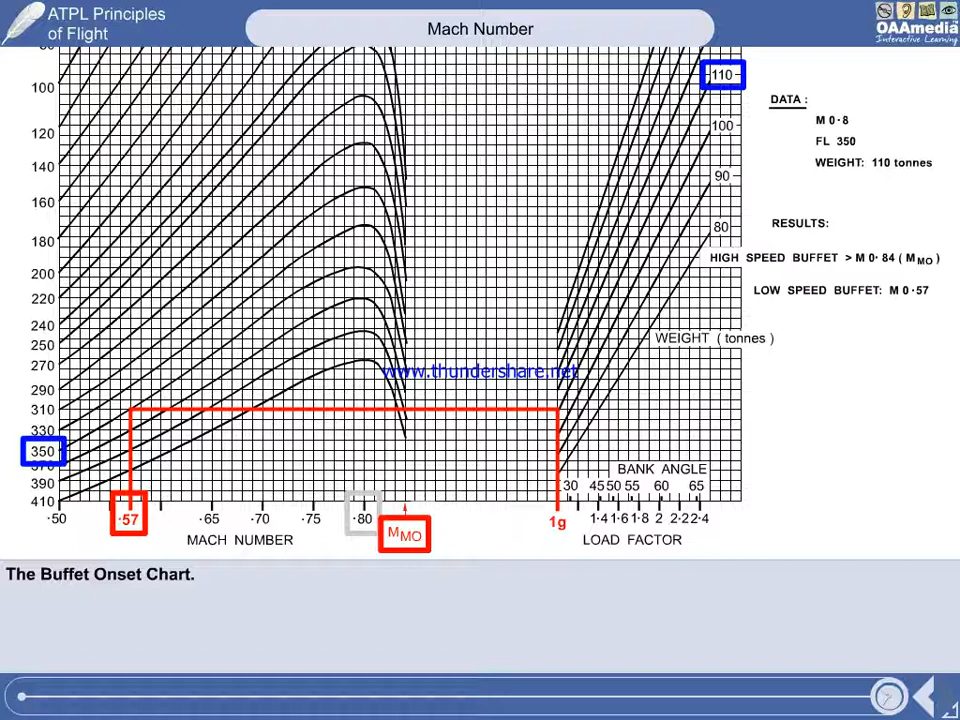 ATPL Principles
of Flight
Mach Number
OAAmedia
Interactive Learning
100
120
140
160
180
200
220
240
250
270
290
310
330
350
370
390
410
·50
·57
·65
·70
·75
·80
MMO
MACH NUMBER
www.thundershare.net
110
100
90
80
WEIGHT ( tonnes )
BANK ANGLE
30 45 50 55 60 65
1g
1·4 1·6 1·8 2 2·2 2·4
LOAD FACTOR
DATA :
M 0·8
FL 350
WEIGHT: 110 tonnes
RESULTS:
HIGH SPEED BUFFET > M 0·84 ( MMO )
LOW SPEED BUFFET: M 0·57
The Buffet Onset Chart.